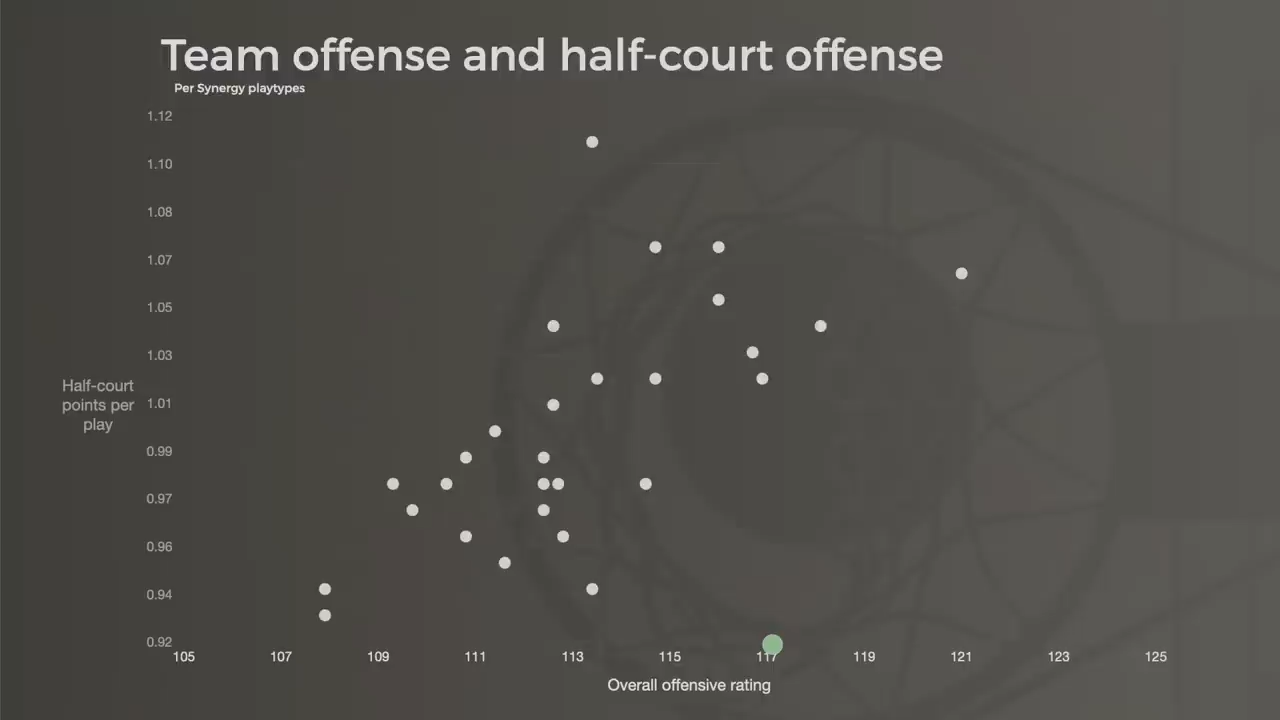 Team offense and half-court offense
Per Synergy playtypes
1.12
1.10
1.08
1.07
1.05
1.03
Half-court
points per
play
1.01
0.99
0.97
0.96
0.94
0.92
105 107 109 111 113 115 117 119 121 123 125
Overall offensive rating